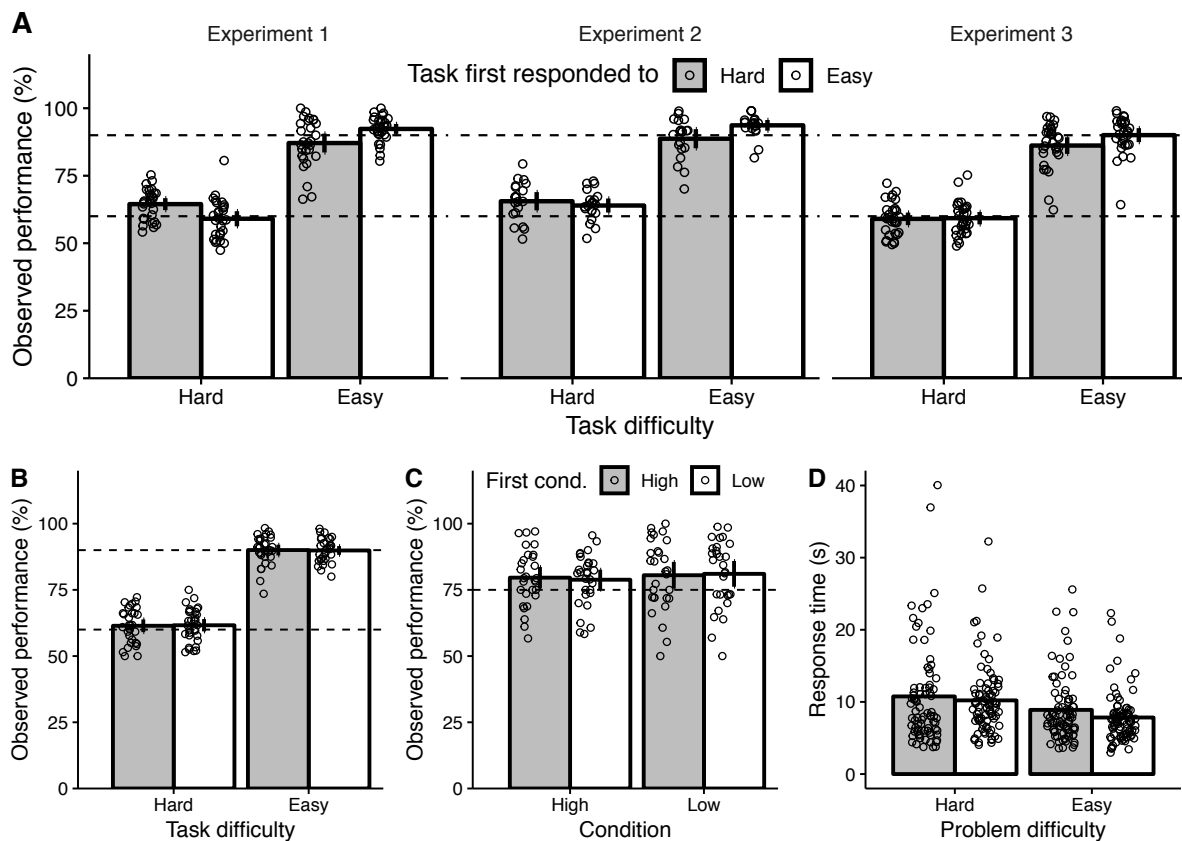 A
Experiment 1 Experiment 2 Experiment 3
Task first responded to Hard Easy
Observed performance (%)
100
75
50
25
0
Hard Easy Hard Easy Hard Easy
Task difficulty
B
Observed performance (%)
100
75
50
25
0
Hard Easy
Task difficulty
C
First cond. High Low
Observed performance (%)
100
75
50
25
0
High Low
Condition
D
Response time (s)
40
30
20
10
0
Hard Easy
Problem difficulty